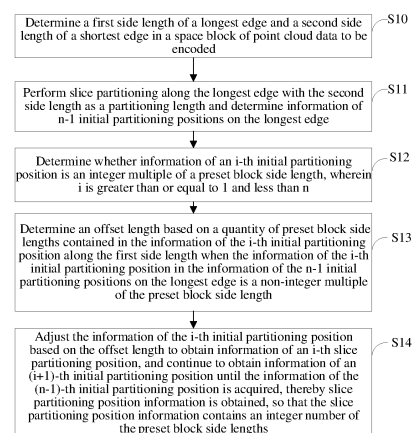 Determine a first side length of a longest edge and a second side
length of a shortest edge in a space block of point cloud data to be
encoded
S10
Perform slice partitioning along the longest edge with the second
side length as a partitioning length and determine information of
n-1 initial partitioning positions on the longest edge
S11
Determine whether information of an i-th initial partitioning
position is an integer multiple of a preset block side length, wherein
i is greater than or equal to 1 and less than n
S12
Determine an offset length based on a quantity of preset block side
lengths contained in the information of the i-th initial partitioning
position along the first side length when the information of the i-th
initial partitioning position in the information of the n-1 initial
partitioning positions on the longest edge is a non-integer multiple
of the preset block side length
S13
Adjust the information of the i-th initial partitioning position
based on the offset length to obtain information of an i-th slice
partitioning position, and continue to obtain information of an
(i+1)-th initial partitioning position until the information of the
(n-1)-th initial partitioning position is acquired, thereby slice
partitioning position information is obtained, so that the slice
partitioning position information contains an integer number of
the preset block side lengths
S14